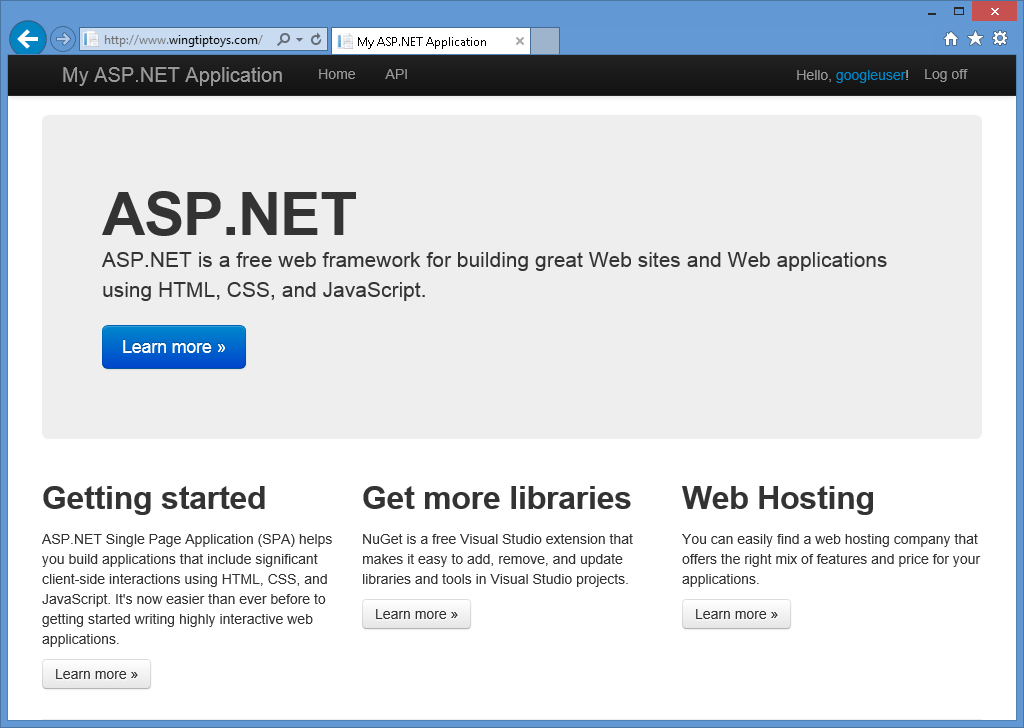 http://www.wingtiptoys.com/
My ASP.NET Application
My ASP.NET Application Home API Hello, googleuser! Log off
ASP.NET
ASP.NET is a free web framework for building great Web sites and Web applications
using HTML, CSS, and JavaScript.
Learn more »
Getting started
ASP.NET Single Page Application (SPA) helps
you build applications that include significant
client-side interactions using HTML, CSS, and
JavaScript. It's now easier than ever before to
getting started writing highly interactive web
applications.
Learn more »
Get more libraries
NuGet is a free Visual Studio extension that
makes it easy to add, remove, and update
libraries and tools in Visual Studio projects.
Learn more »
Web Hosting
You can easily find a web hosting company that
offers the right mix of features and price for your
applications.
Learn more »